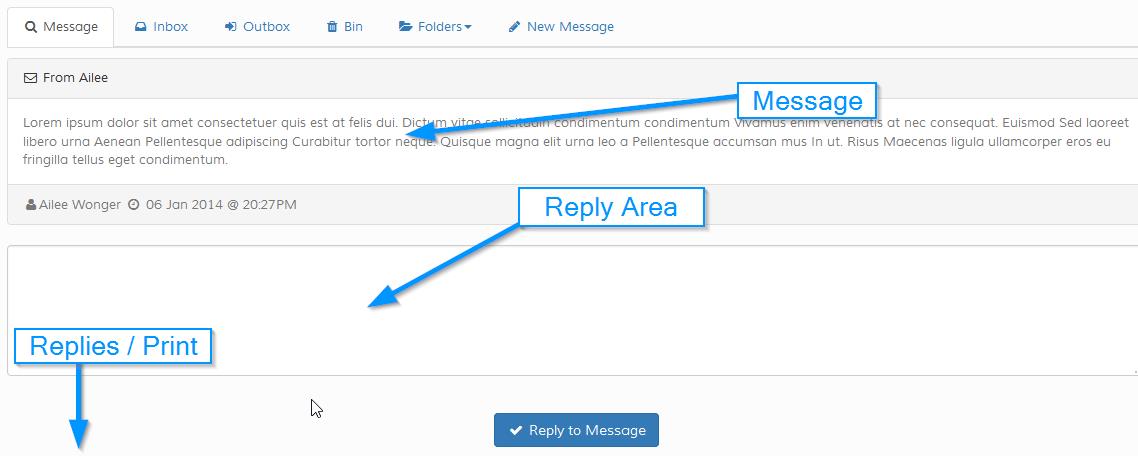 Message Inbox Outbox Bin Folders New Message
From Ailee
Message
Lorem ipsum dolor sit amet consectetuer quis est at felis dui. Dictum vitae sollicitudin condimentum condimentum Vivamus enim venenatis at nec consequat. Euismod Sed laoreet
libero urna Aenean Pellentesque adipiscing Curabitur tortor neque. Quisque magna elit urna leo a Pellentesque accumsan mus In ut. Risus Maecenas ligula ullamcorper eros eu
fringilla tellus eget condimentum.
Ailee Wonger 06 Jan 2014 @ 20:27PM
Reply Area
Replies / Print
Reply to Message